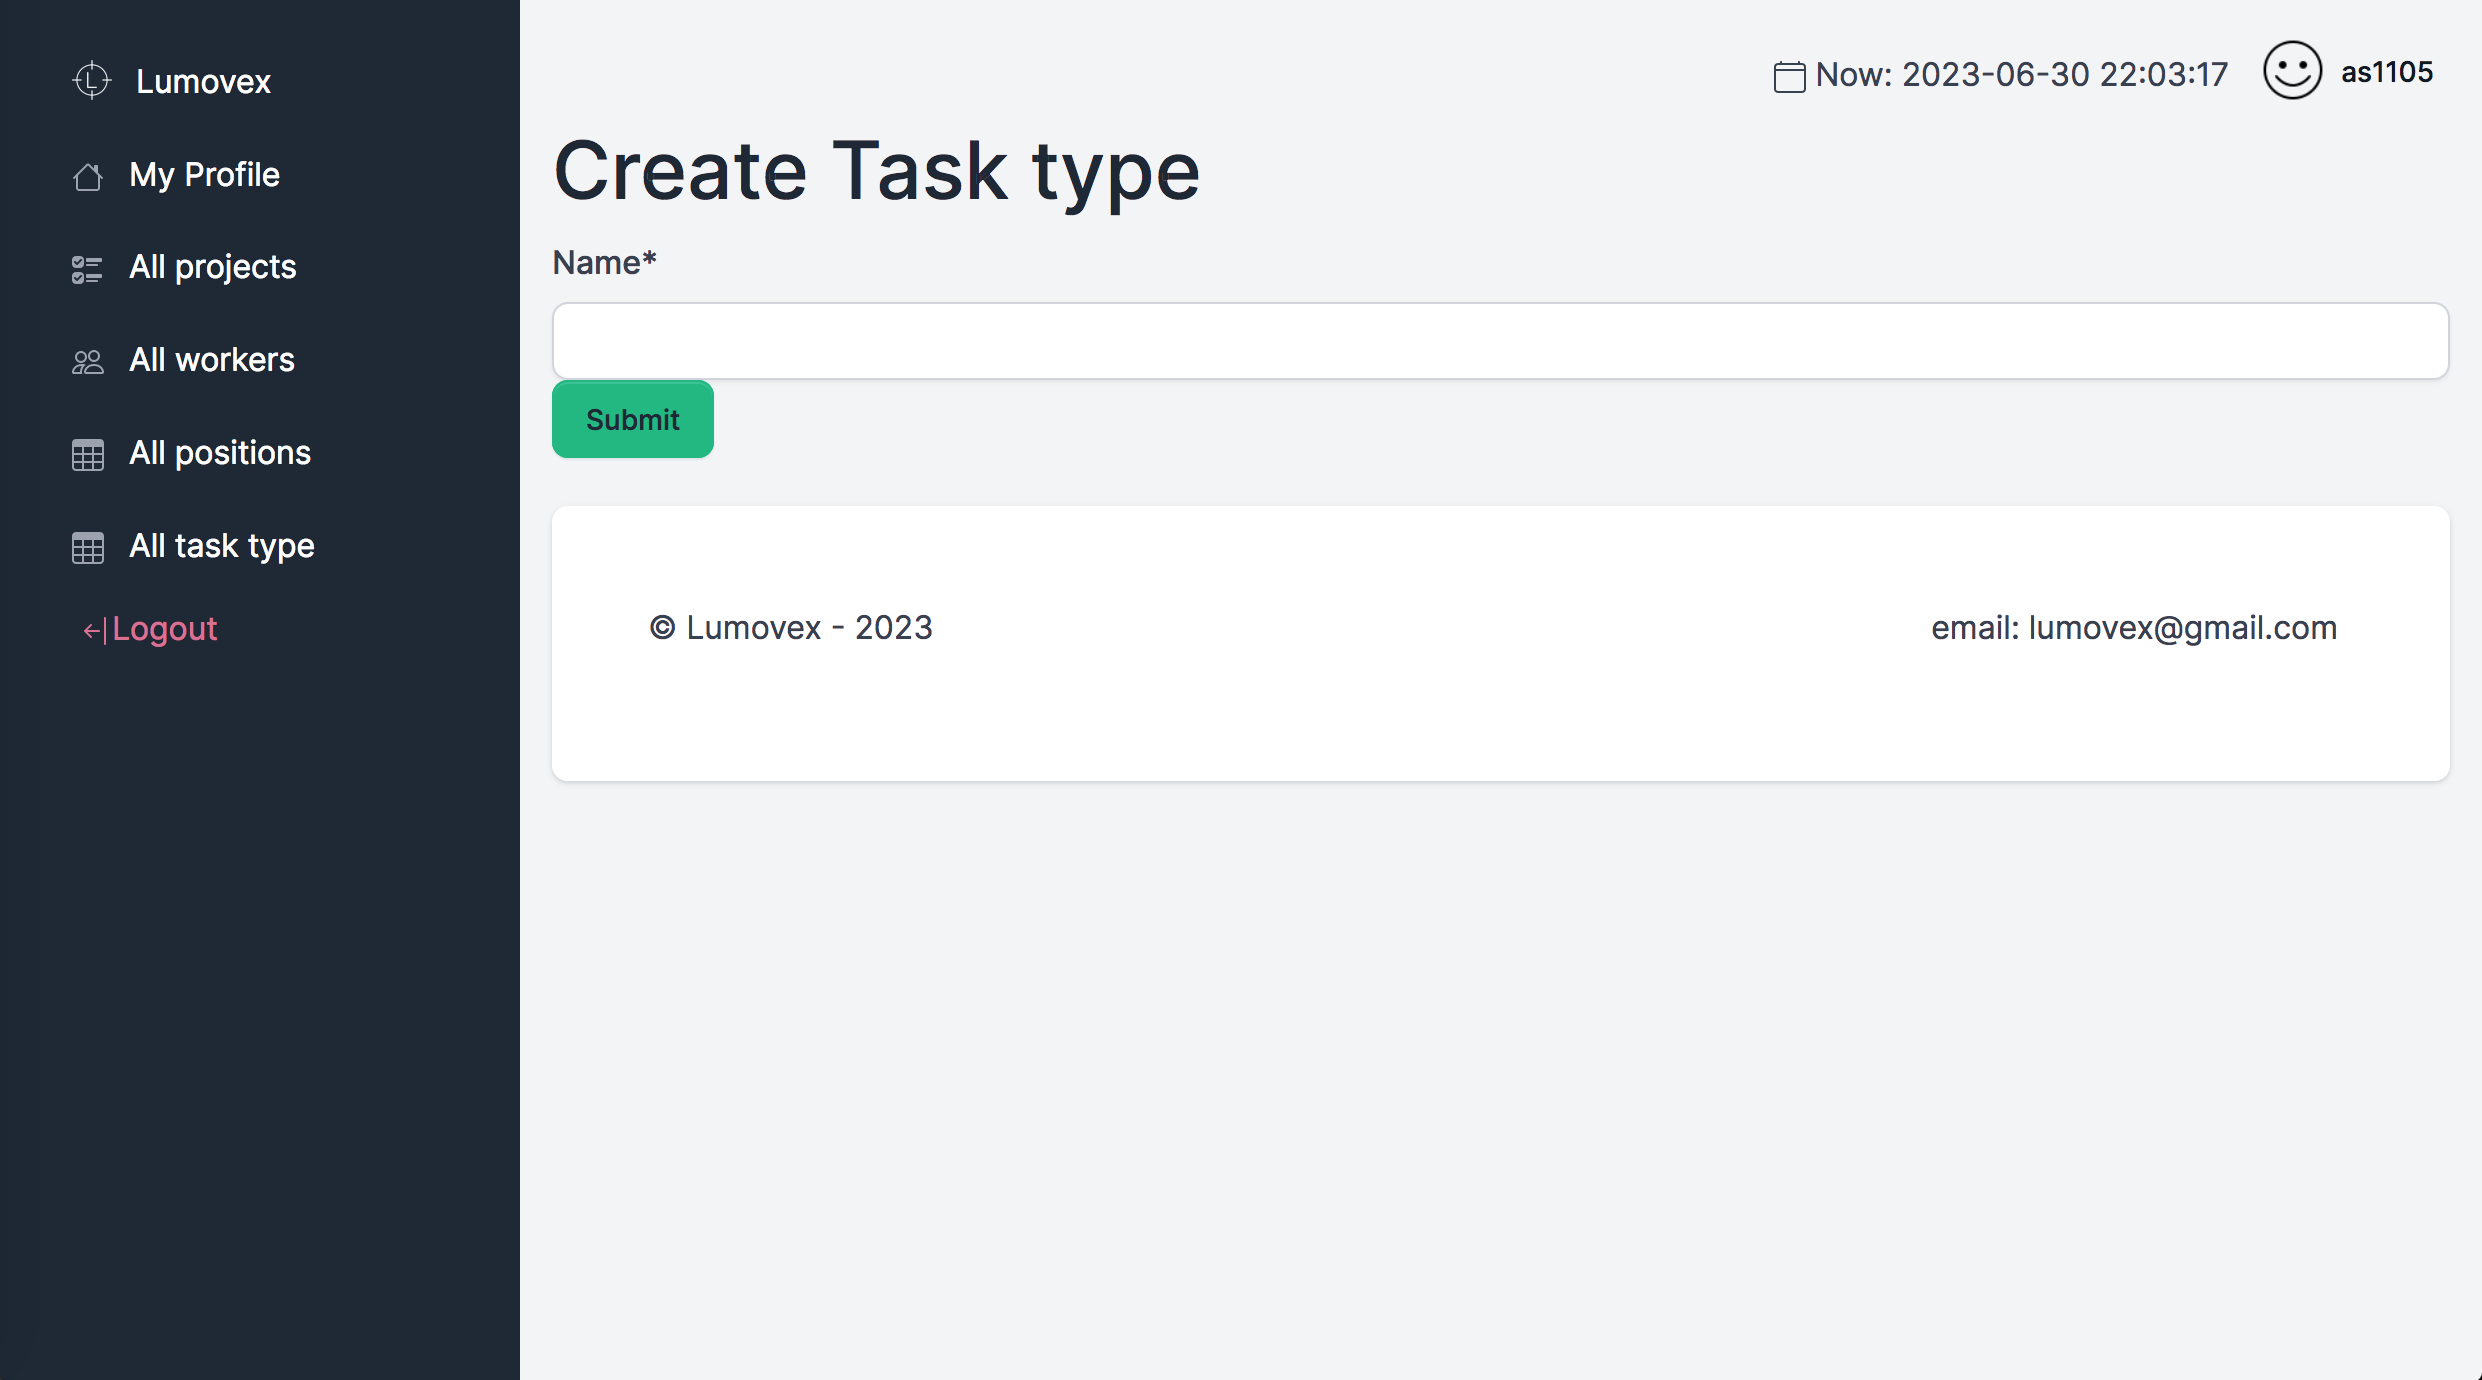 Lumovex
My Profile
All projects
All workers
All positions
All task type
Logout
Now: 2023-06-30 22:03:17
as1105
Create Task type
Name*
Submit
© Lumovex - 2023
email: lumovex@gmail.com